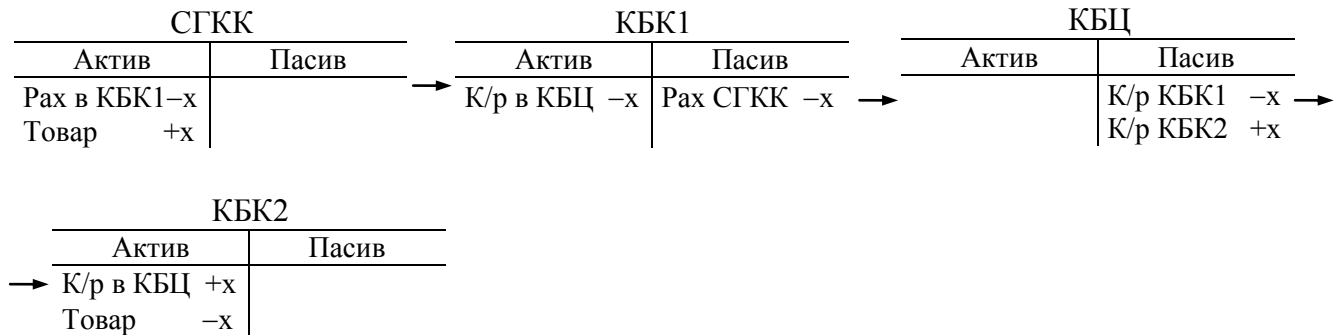 СГКК КБК1 КБЦ
Актив Пасив Актив Пасив Актив Пасив
Рах в КБК1–х К/р в КБЦ –х Рах СГКК –х К/р КБК1 –х
Товар +х К/р КБК2 +х
КБК2
Актив Пасив
К/р в КБЦ +х
Товар –х